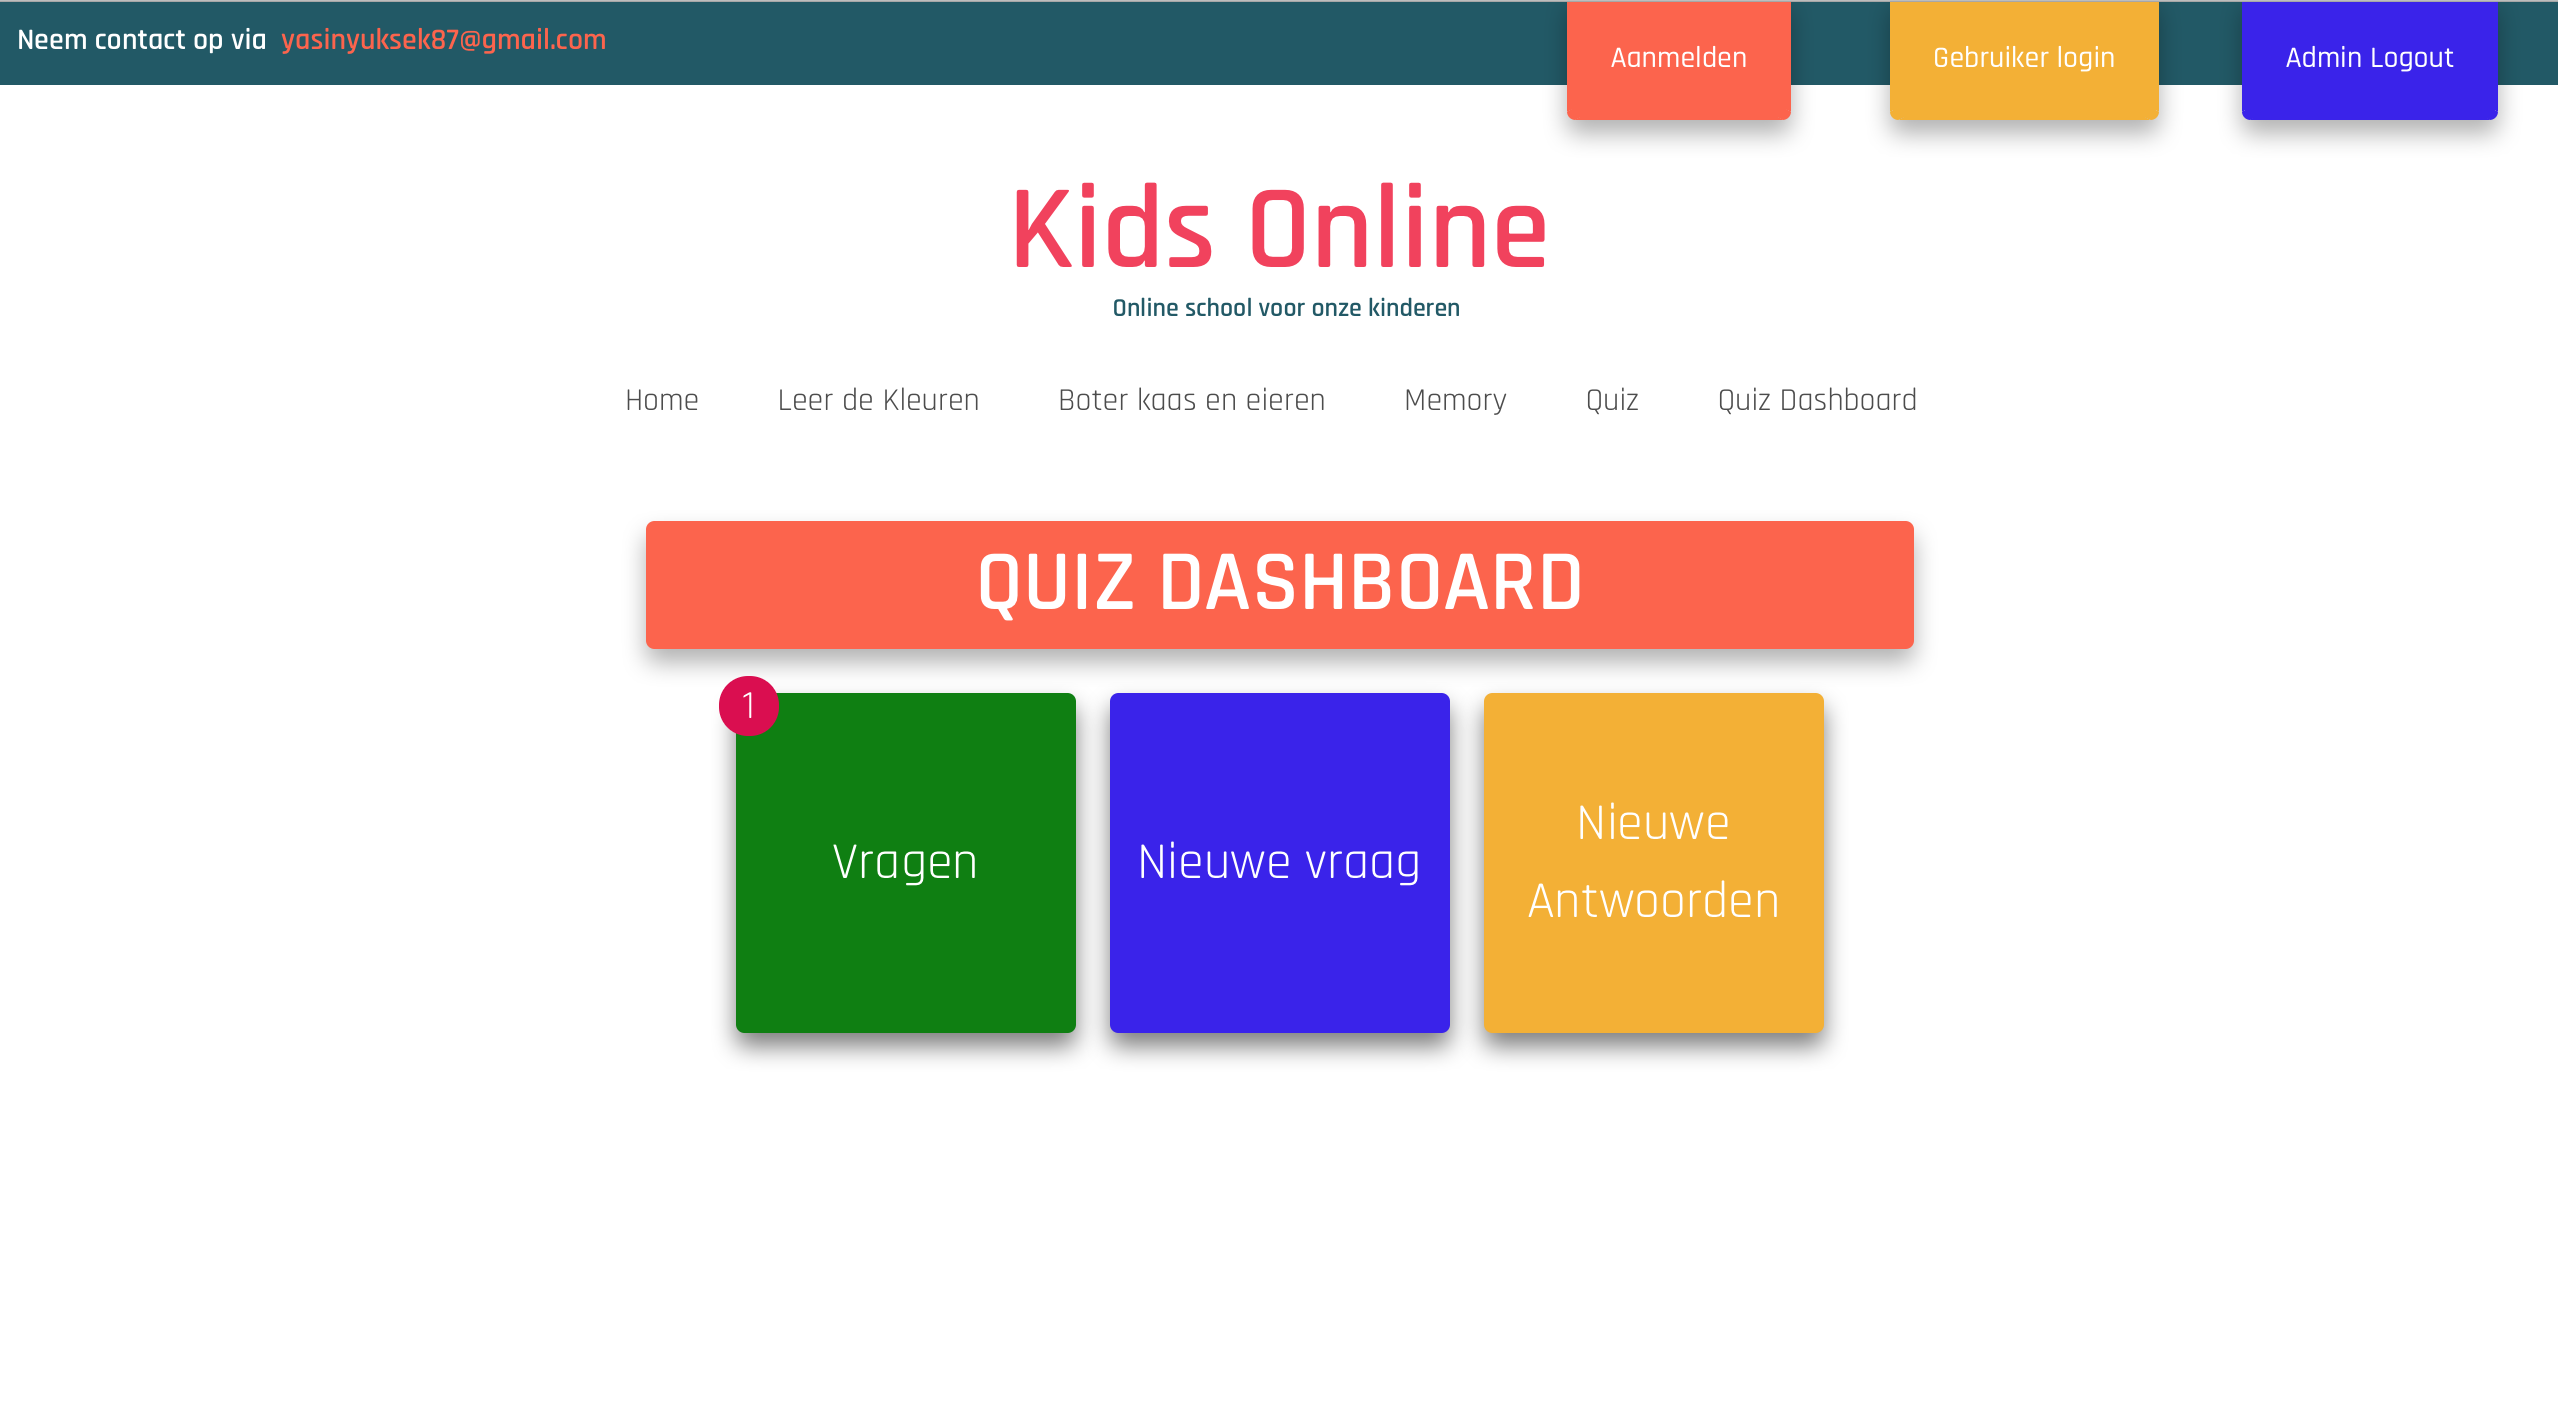 Neem contact op via yasinyuksek87@gmail.com
Aanmelden
Gebruiker login
Admin Logout
Kids Online
Online school voor onze kinderen
Home Leer de Kleuren Boter kaas en eieren Memory Quiz Quiz Dashboard
QUIZ DASHBOARD
1
Vragen
Nieuwe vraag
Nieuwe
Antwoorden